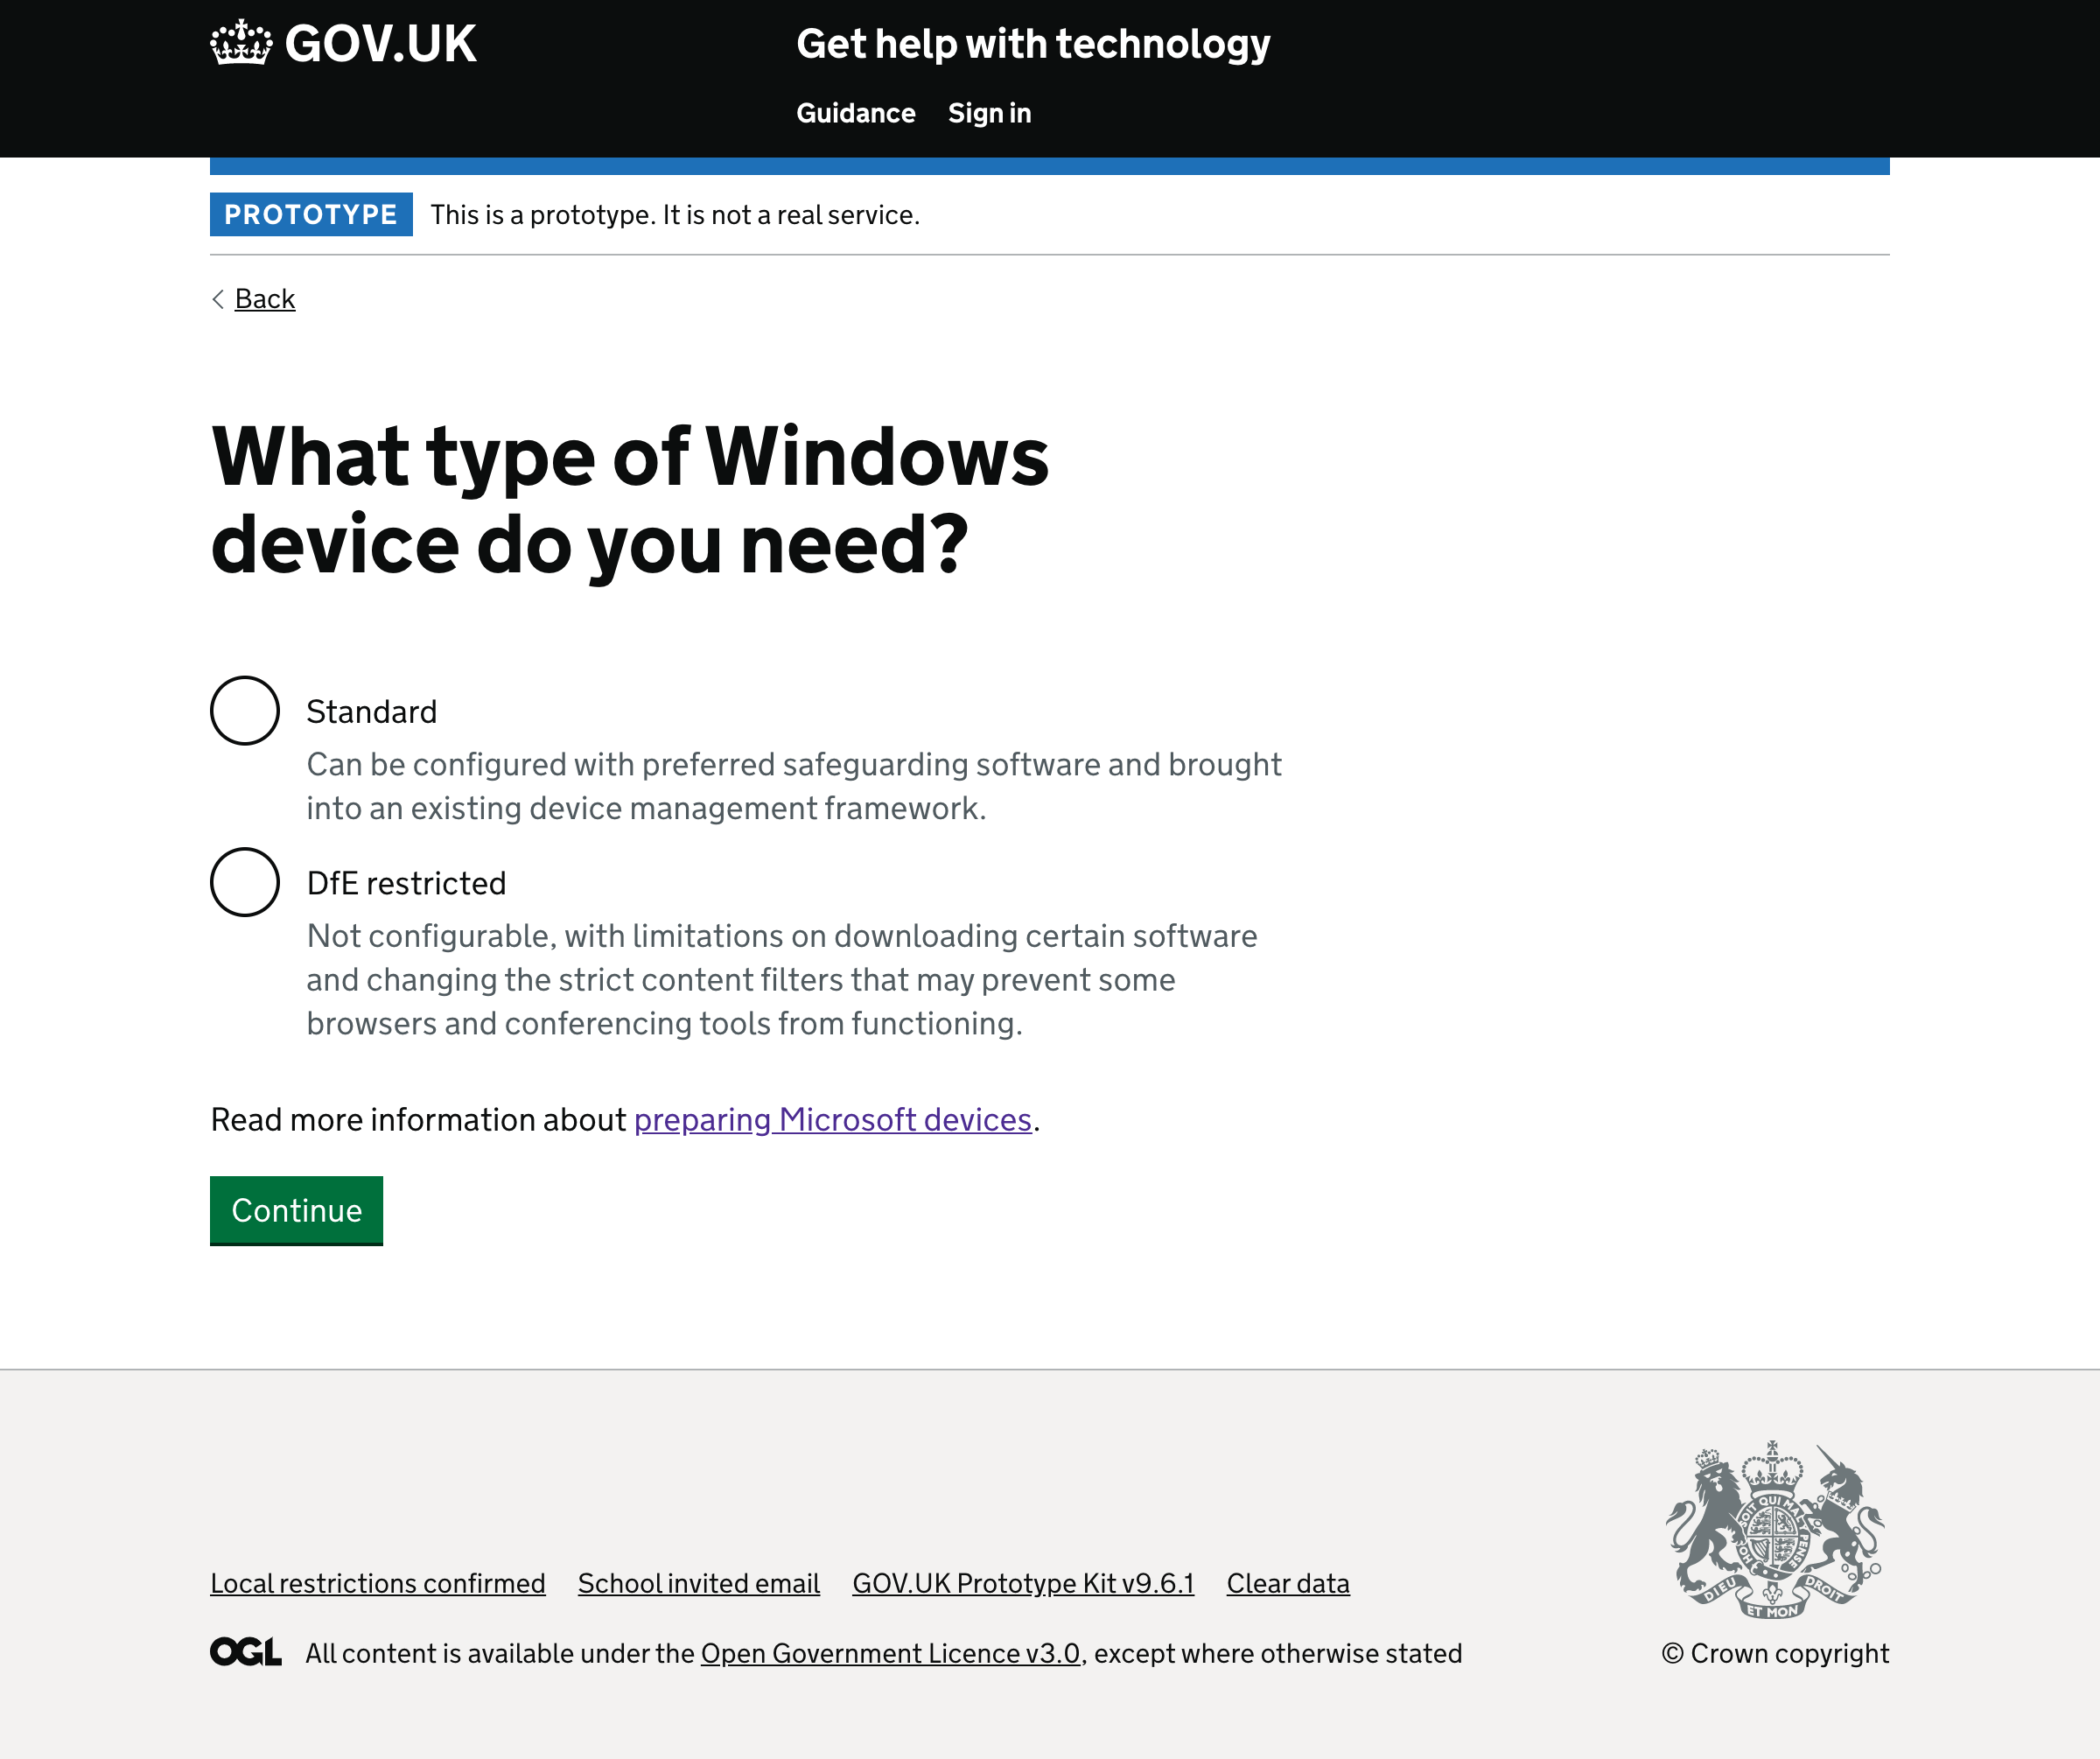 GOV.UK
Get help with technology
Guidance Sign in
PROTOTYPE This is a prototype. It is not a real service.
Back
What type of Windows
device do you need?
Standard
Can be configured with preferred safeguarding software and brought
into an existing device management framework.
DfE restricted
Not configurable, with limitations on downloading certain software
and changing the strict content filters that may prevent some
browsers and conferencing tools from functioning.
Read more information about preparing Microsoft devices.
Continue
Local restrictions confirmed School invited email GOV.UK Prototype Kit v9.6.1 Clear data
OGL All content is available under the Open Government Licence v3.0, except where otherwise stated
SOIT QUI MAL Y PENSE
DIEU ET MON DROIT
© Crown copyright